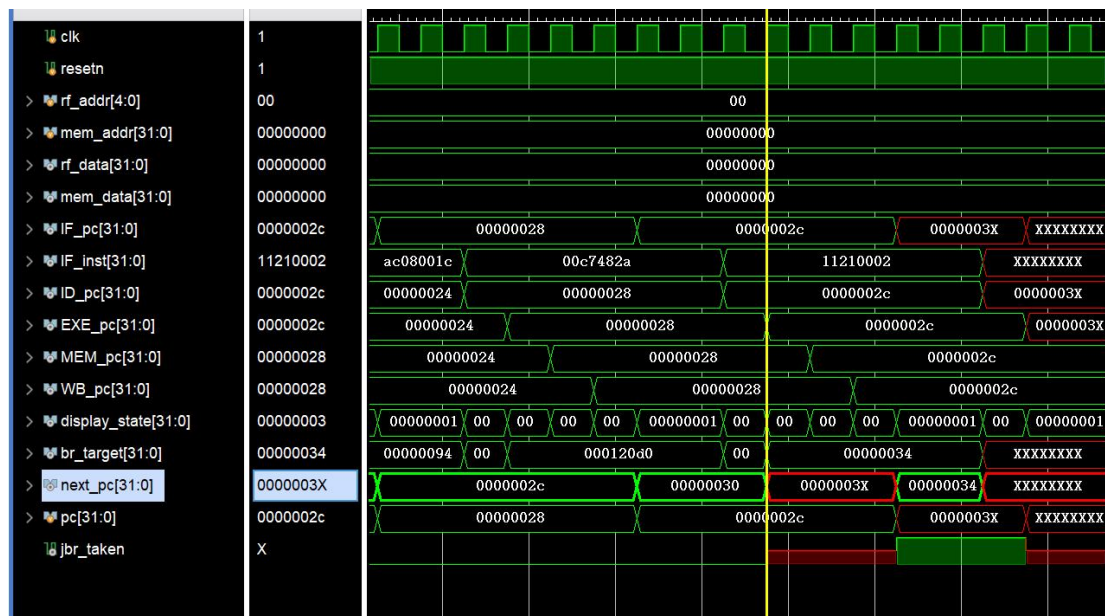 clk 1
resetn 1
rf_addr[4:0] 00 00
mem_addr[31:0] 00000000 00000000
rf_data[31:0] 00000000 00000000
mem_data[31:0] 00000000 00000000
IF_pc[31:0] 0000002c 00000028 0000002c 0000003X XXXXXXXX
IF_inst[31:0] 11210002 ac08001c 00c7482a 11210002 XXXXXXXX
ID_pc[31:0] 0000002c 00000024 00000028 0000002c 0000003X
EXE_pc[31:0] 0000002c 00000024 00000028 0000002c 0000003X
MEM_pc[31:0] 00000028 00000024 00000028 0000002c
WB_pc[31:0] 00000028 00000024 00000028 0000002c
display_state[31:0] 00000003 00000001 00 00 00 00 00000001 00 00 00 00 00000001 00 00000001
br_target[31:0] 00000034 00000094 00 000120d0 00 00000034 XXXXXXXX
next_pc[31:0] 0000003X 0000002c 00000030 0000003X 00000034 XXXXXXXX
pc[31:0] 0000002c 00000028 0000002c 0000003X XXXXXXXX
jbr_taken X